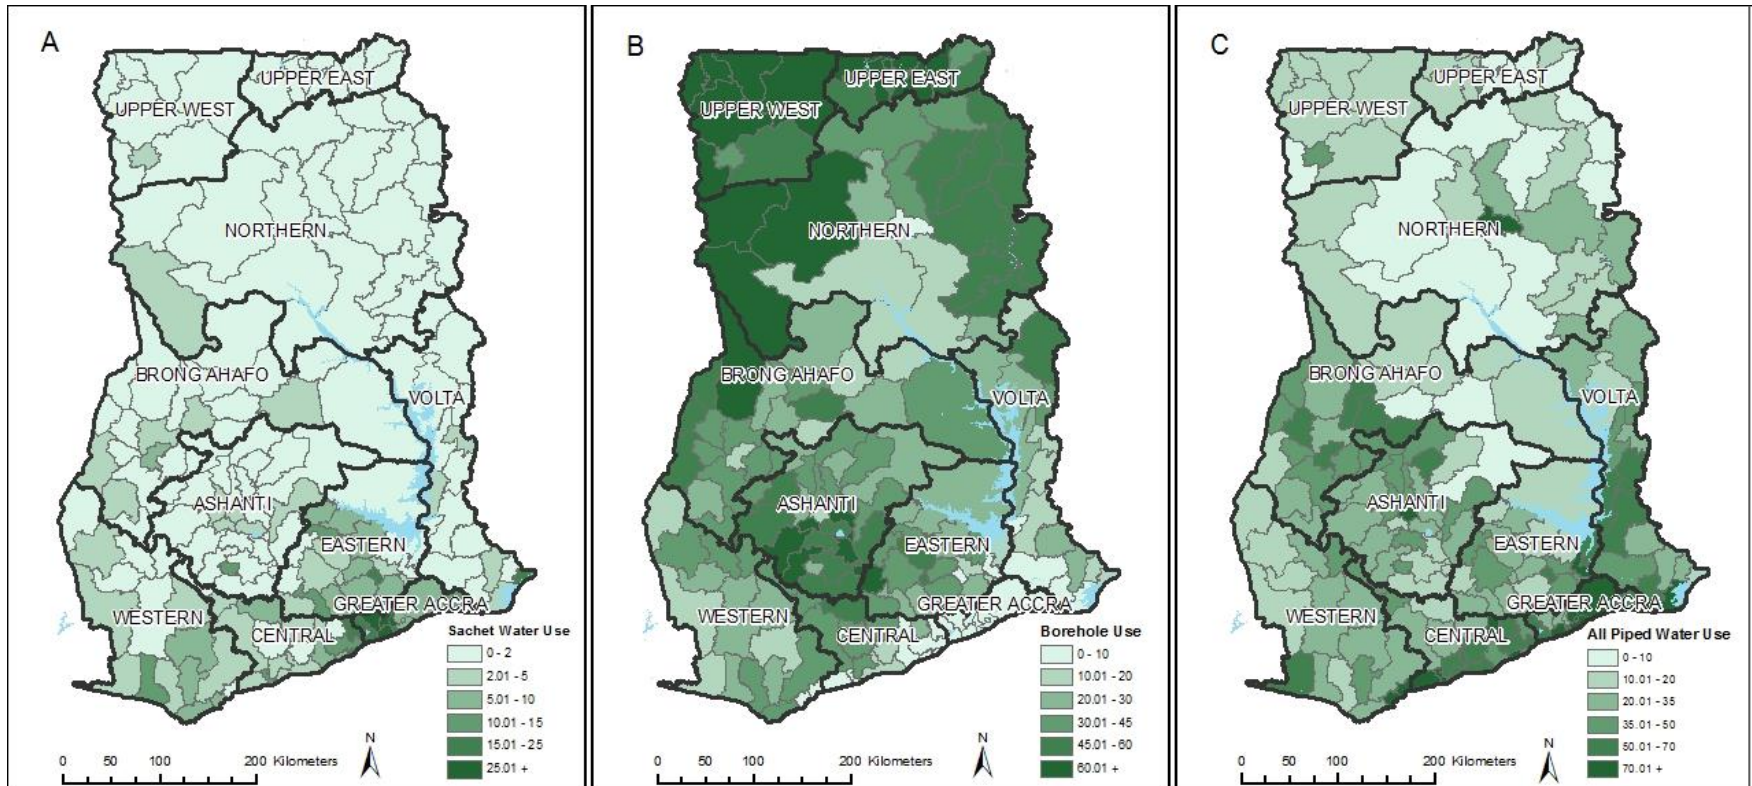 A
UPPER EAST
UPPER WEST
NORTHERN
BRONG AHAFO
VOLTA
ASHANTI
EASTERN
WESTERN
GREATER ACCRA
CENTRAL
Sachet Water Use
0 - 2
2.01 - 5
5.01 - 10
10.01 - 15
15.01 - 25
25.01 +
N
0 50 100 200 Kilometers
B
UPPER EAST
UPPER WEST
NORTHERN
BRONG AHAFO
VOLTA
ASHANTI
EASTERN
WESTERN
GREATER ACCRA
CENTRAL
Borehole Use
0 - 10
10.01 - 20
20.01 - 30
30.01 - 45
45.01 - 60
60.01 +
N
0 50 100 200 Kilometers
C
UPPER EAST
UPPER WEST
NORTHERN
BRONG AHAFO
VOLTA
ASHANTI
EASTERN
WESTERN
GREATER ACCRA
CENTRAL
All Piped Water Use
0 - 10
10.01 - 20
20.01 - 35
35.01 - 50
50.01 - 70
70.01 +
N
0 50 100 200 Kilometers